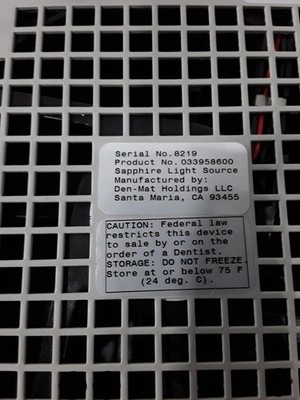 Serial No.8219
Product No.033958600
Sapphire Light Source
Manufactured by:
Den-Mat Holdings LLC
Santa Maria, CA 93455
CAUTION: Federal law
restricts this device
to sale by or on the
order of a Dentist.
STORAGE: DO NOT FREEZE.
Store at or below 75 F
(24 deg. C).